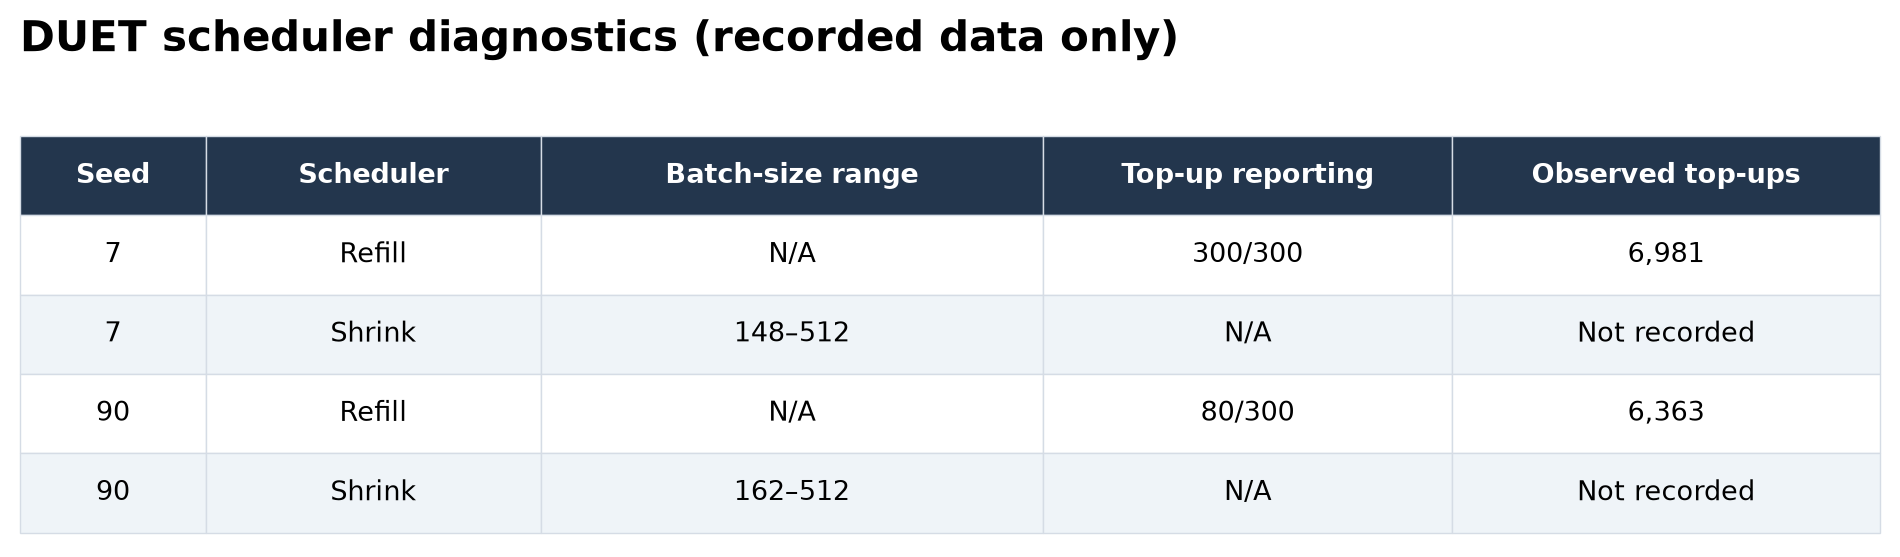 DUET scheduler diagnostics (recorded data only)
Seed Scheduler Batch-size range Top-up reporting Observed top-ups
7 Refill N/A 300/300 6,981
7 Shrink 148–512 N/A Not recorded
90 Refill N/A 80/300 6,363
90 Shrink 162–512 N/A Not recorded